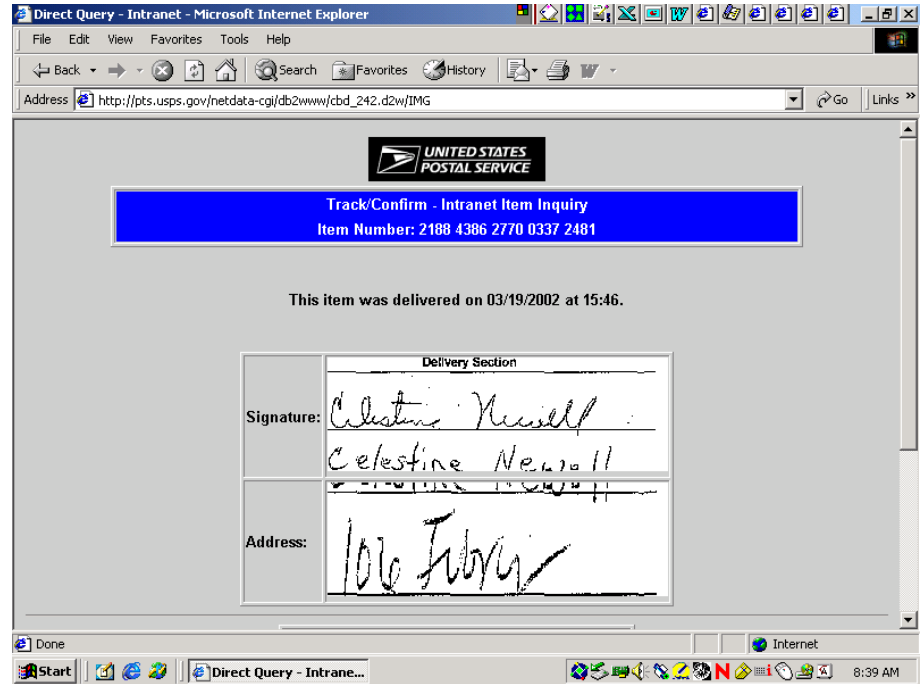 Direct Query - Intranet - Microsoft Internet Explorer
File Edit View Favorites Tools Help
Back Search Favorites History
Address http://pts.usps.gov/netdata-cgi/db2www/cbd_242.d2w/IMG Go Links »
UNITED STATES
POSTAL SERVICE
Track/Confirm - Intranet Item Inquiry
Item Number: 2188 4386 2770 0337 2481
This item was delivered on 03/19/2002 at 15:46.
Delivery Section
Signature: Celestine Newell
Celestine Newell
Address: 106
Done Internet
Start Direct Query - Intrane... 8:39 AM